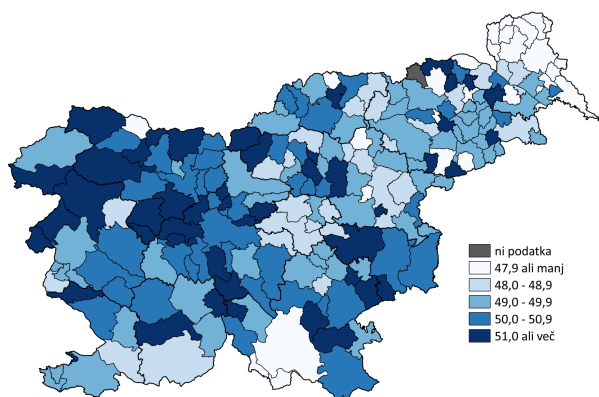 ni podatka
47,9 ali manj
48,0 - 48,9
49,0 - 49,9
50,0 - 50,9
51,0 ali več